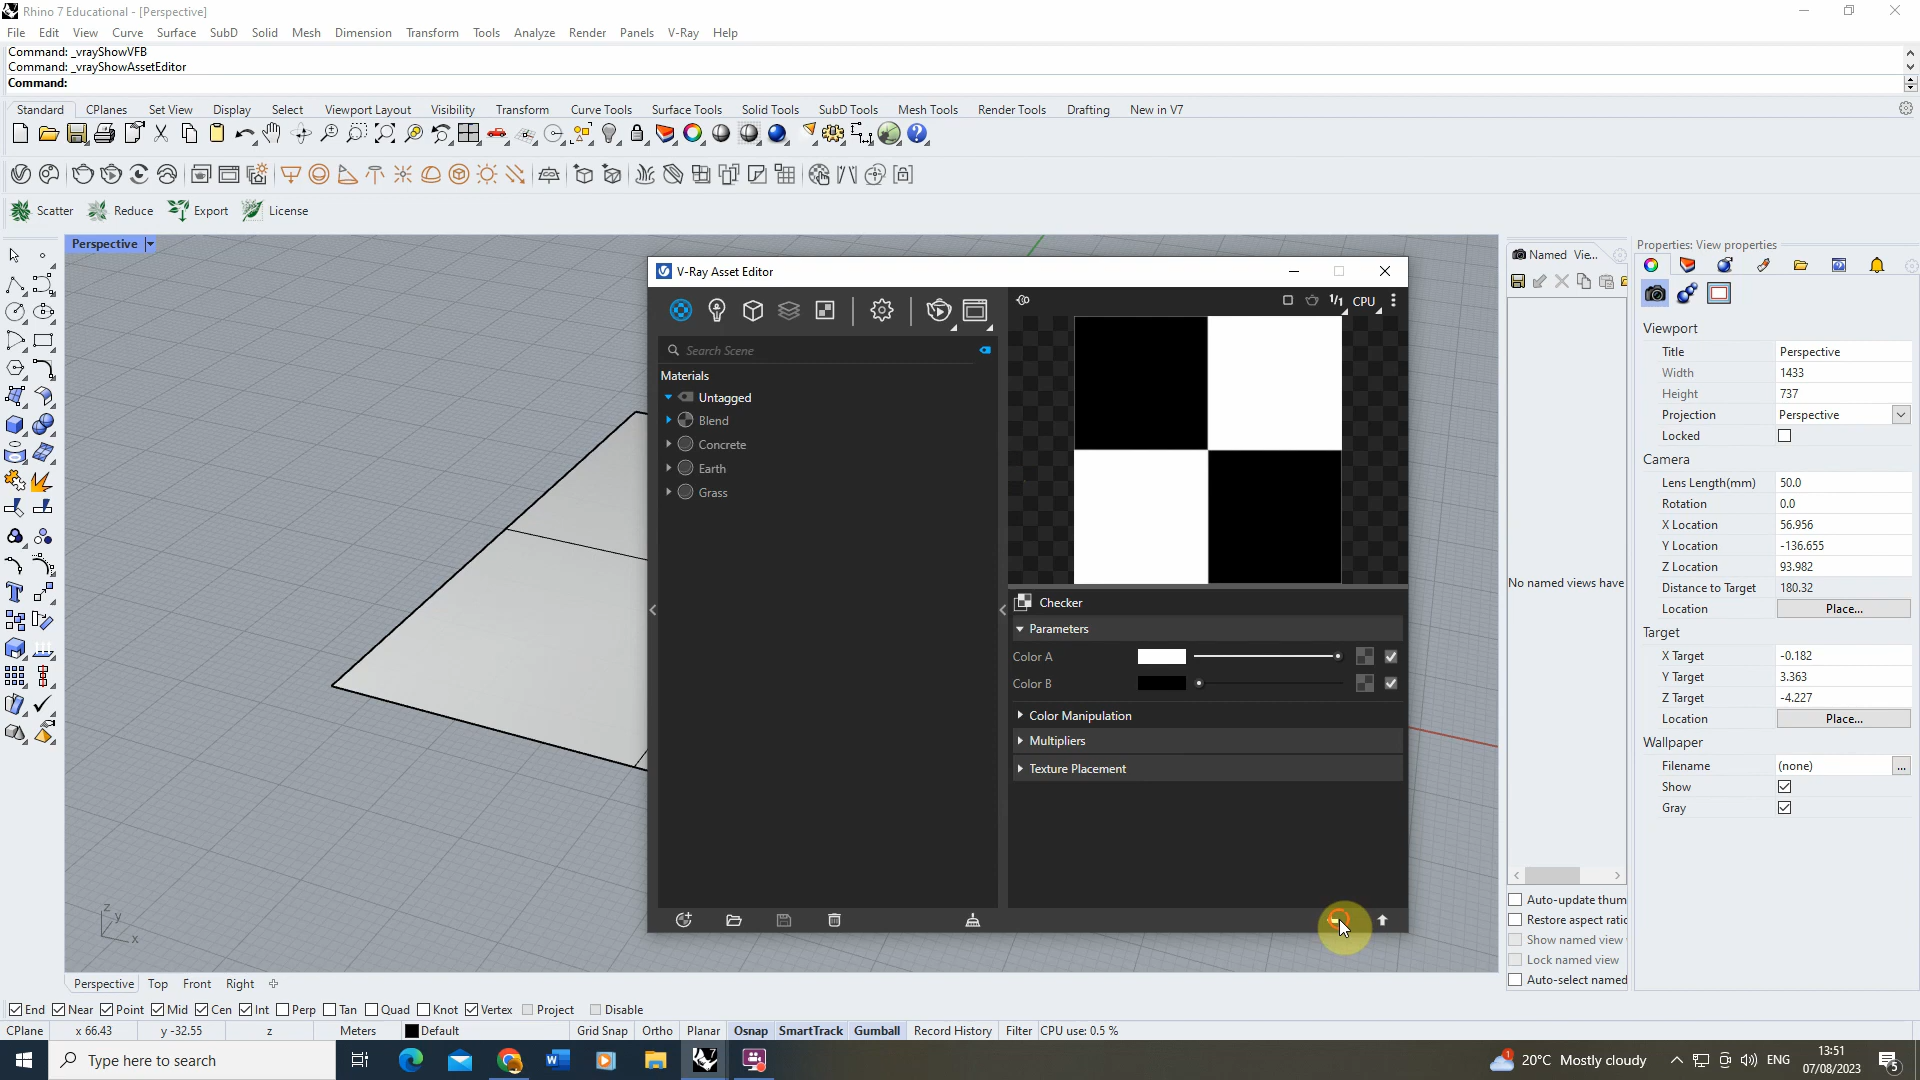 Rhino 7 Educational - [Perspective]
File Edit View Curve Surface SubD Solid Mesh Dimension Transform Tools Analyze Render Panels V-Ray Help
Command: _vrayShowVFB
Command: _vrayShowAssetEditor
Command:
Standard CPlanes Set View Display Select Viewport Layout Visibility Transform Curve Tools Surface Tools Solid Tools SubD Tools Mesh Tools Render Tools Drafting New in V7
Scatter Reduce Export License
Perspective
V-Ray Asset Editor
1/1 CPU
Search Scene
Materials
Untagged
Blend
Concrete
Earth
Grass
Checker
Parameters
Color A
Color B
Color Manipulation
Multipliers
Texture Placement
Named Vie...
No named views have
Auto-update thum
Restore aspect ratio
Show named view
Lock named view
Auto-select named
Properties: View properties
Viewport
Title Perspective
Width 1433
Height 737
Projection Perspective
Locked
Camera
Lens Length(mm) 50.0
Rotation 0.0
X Location 56.956
Y Location -136.655
Z Location 93.982
Distance to Target 180.32
Location Place...
Target
X Target -0.182
Y Target 3.363
Z Target -4.227
Location Place...
Wallpaper
Filename (none) ...
Show
Gray
z y x
Perspective Top Front Right
End Near Point Mid Cen Int Perp Tan Quad Knot Vertex Project Disable
CPlane x 66.43 y -32.55 z Meters Default Grid Snap Ortho Planar Osnap SmartTrack Gumball Record History Filter CPU use: 0.5 %
Type here to search
1 20°C Mostly cloudy ENG 13:51
07/08/2023 5